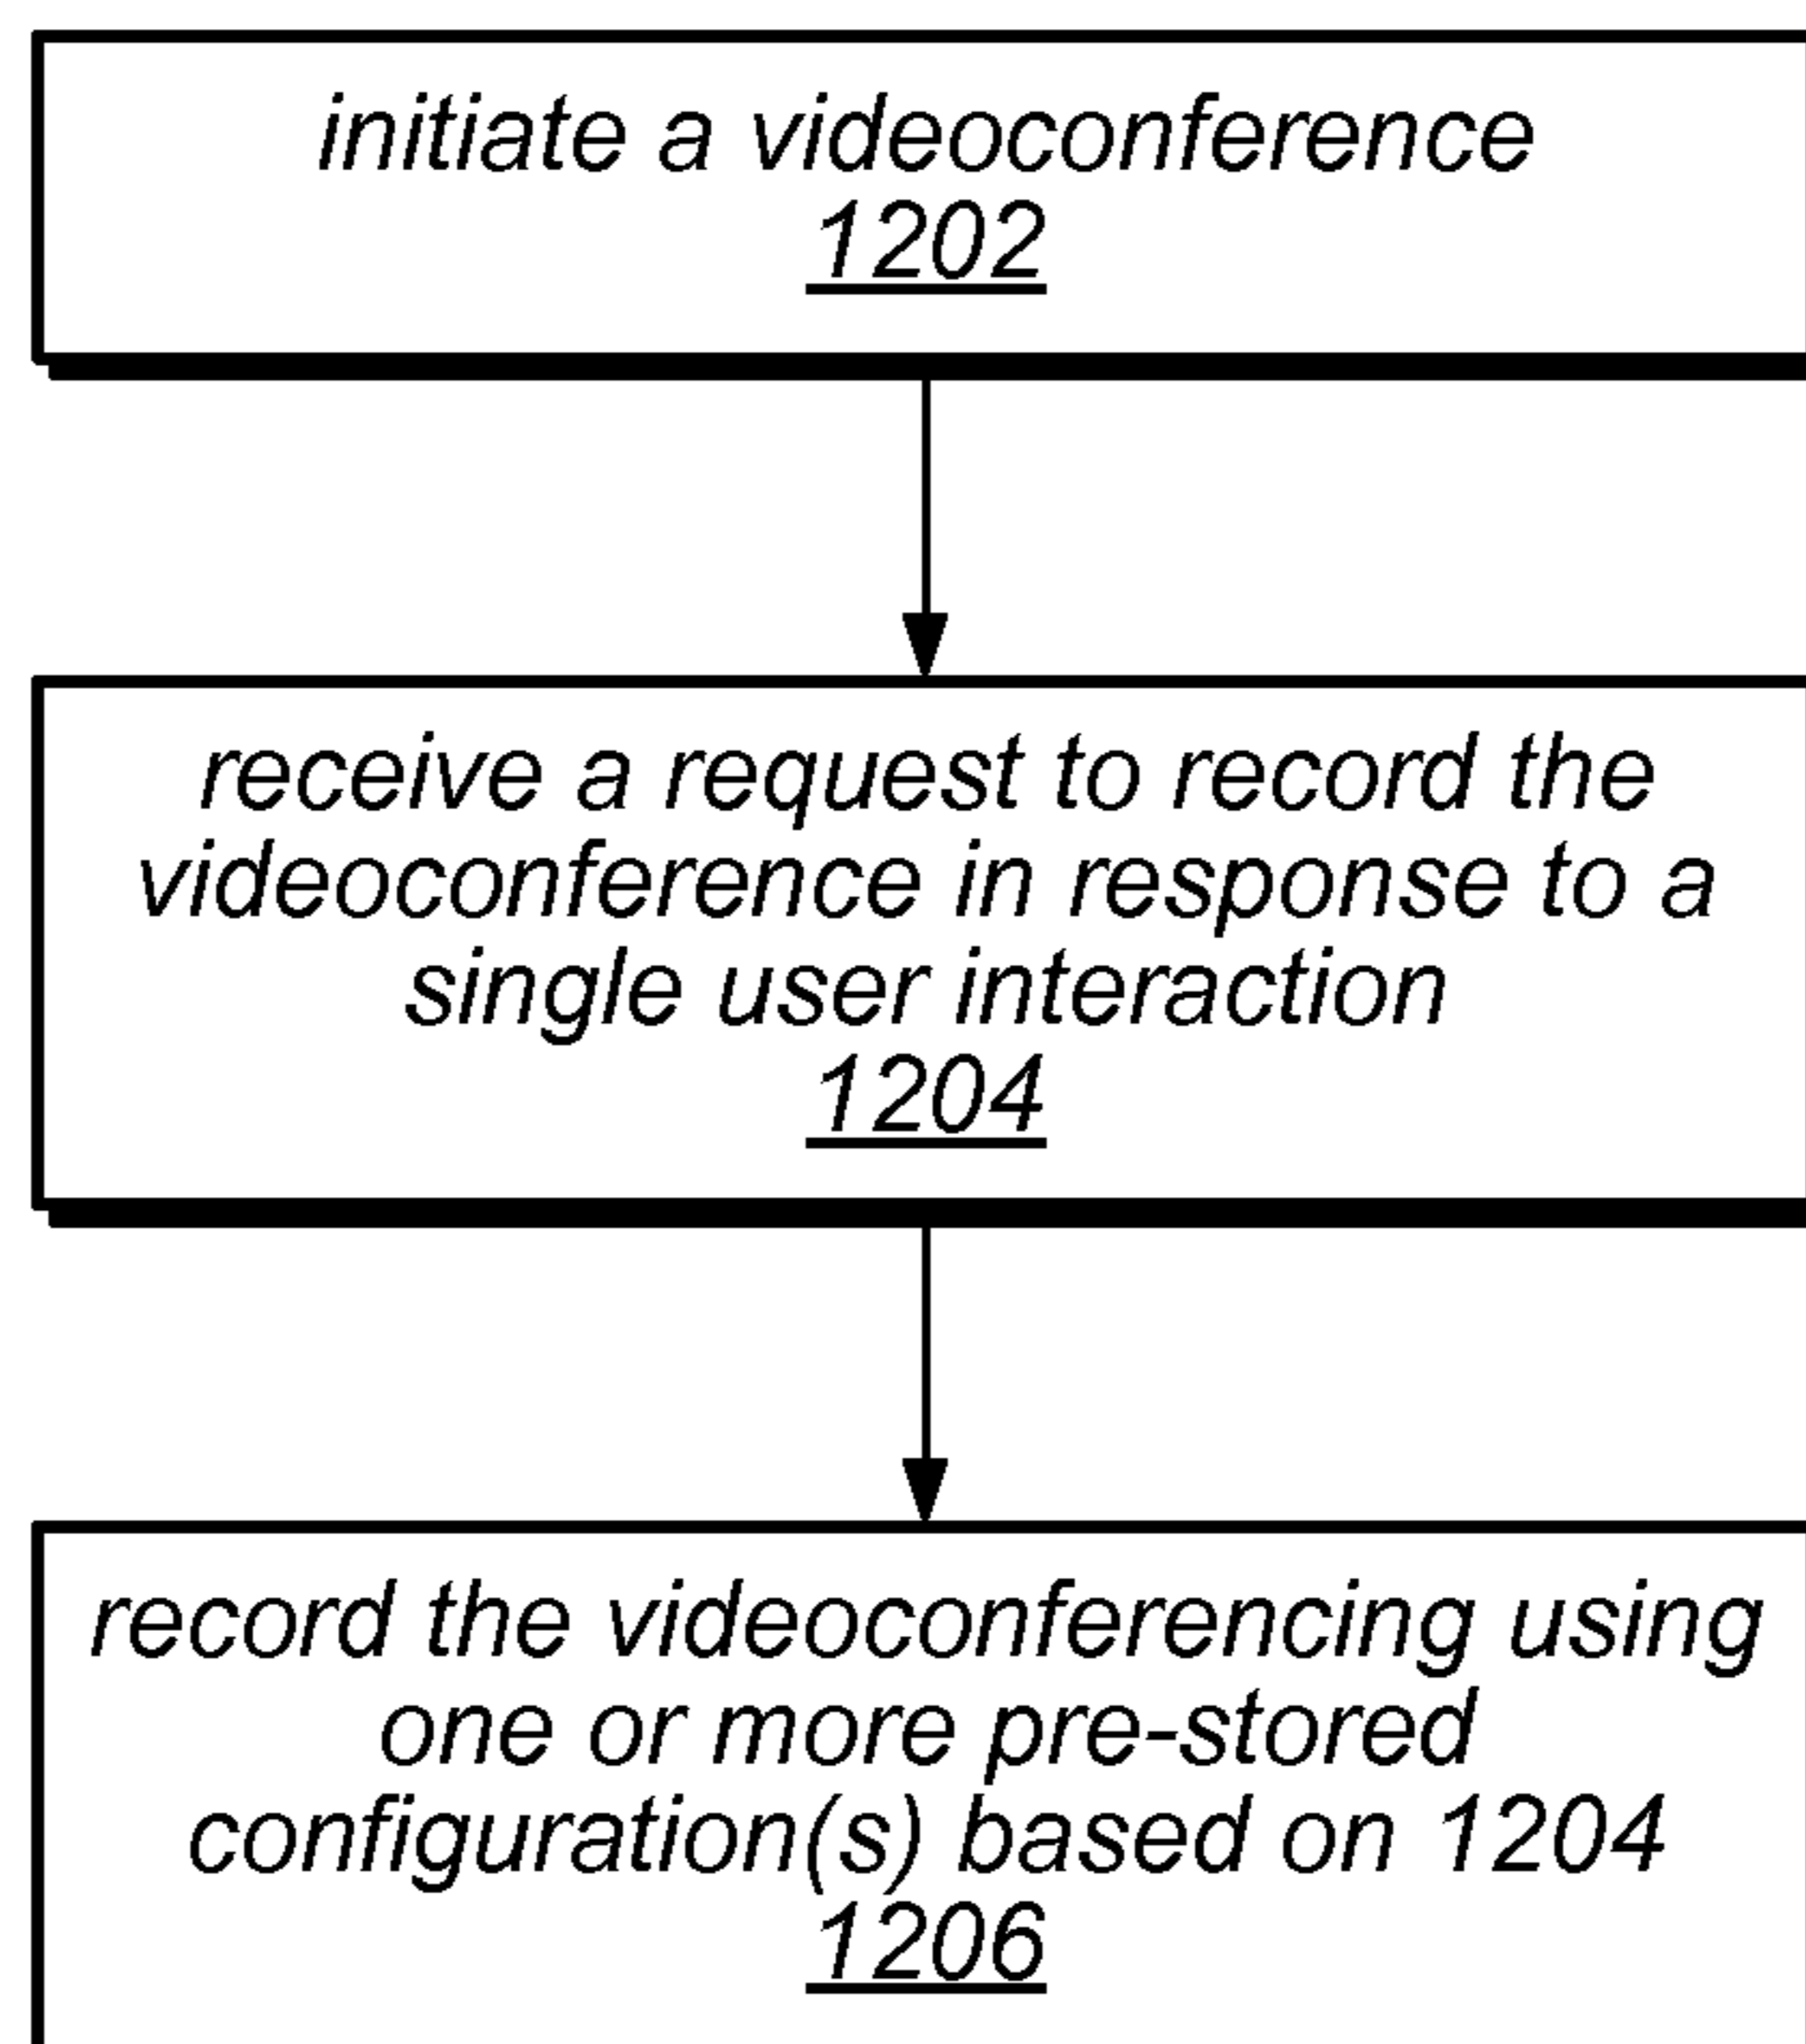 initiate a videoconference
1202
receive a request to record the
videoconference in response to a
single user interaction
1204
record the videoconferencing using
one or more pre-stored
configuration(s) based on 1204
1206